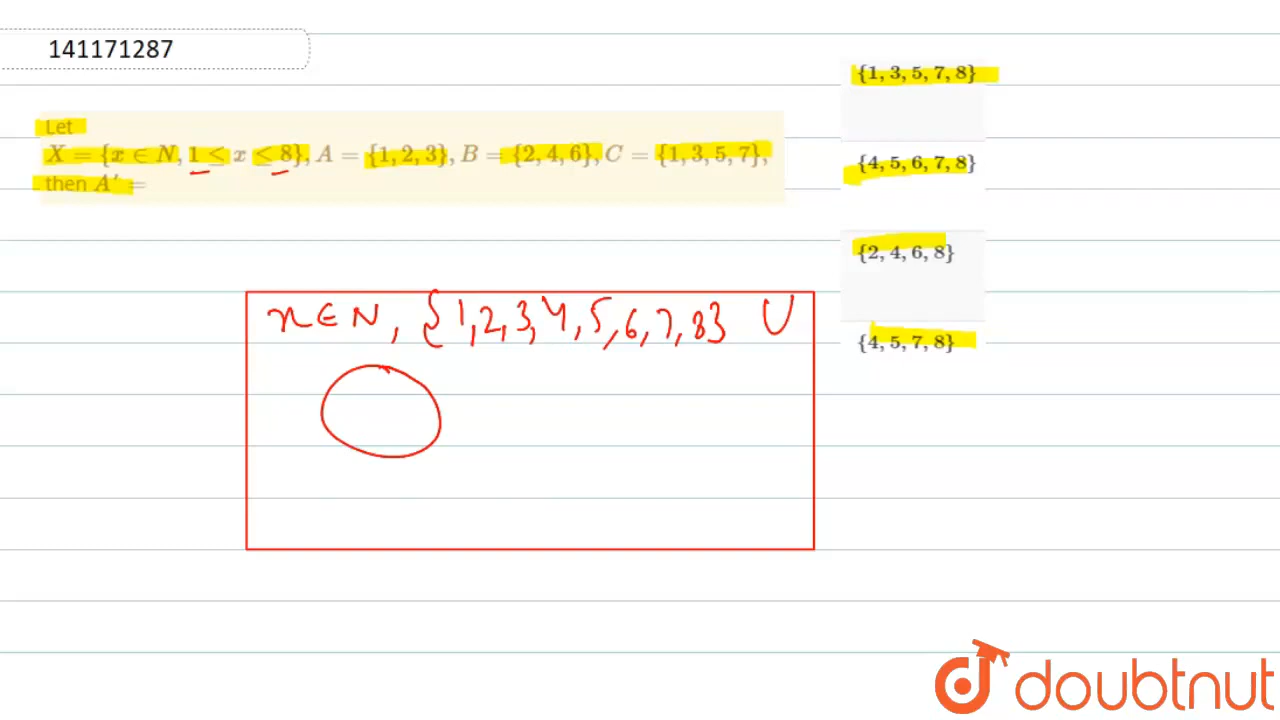 141171287
Let
X = {x ∈ N, 1 ≤ x ≤ 8}, A = {1, 2, 3}, B = {2, 4, 6}, C = {1, 3, 5, 7},
then A′ =
{1, 3, 5, 7, 8}
{4, 5, 6, 7, 8}
{2, 4, 6, 8}
{4, 5, 7, 8}
x ∈ N, {1,2,3,4,5,6,7,8} U
doubtnut